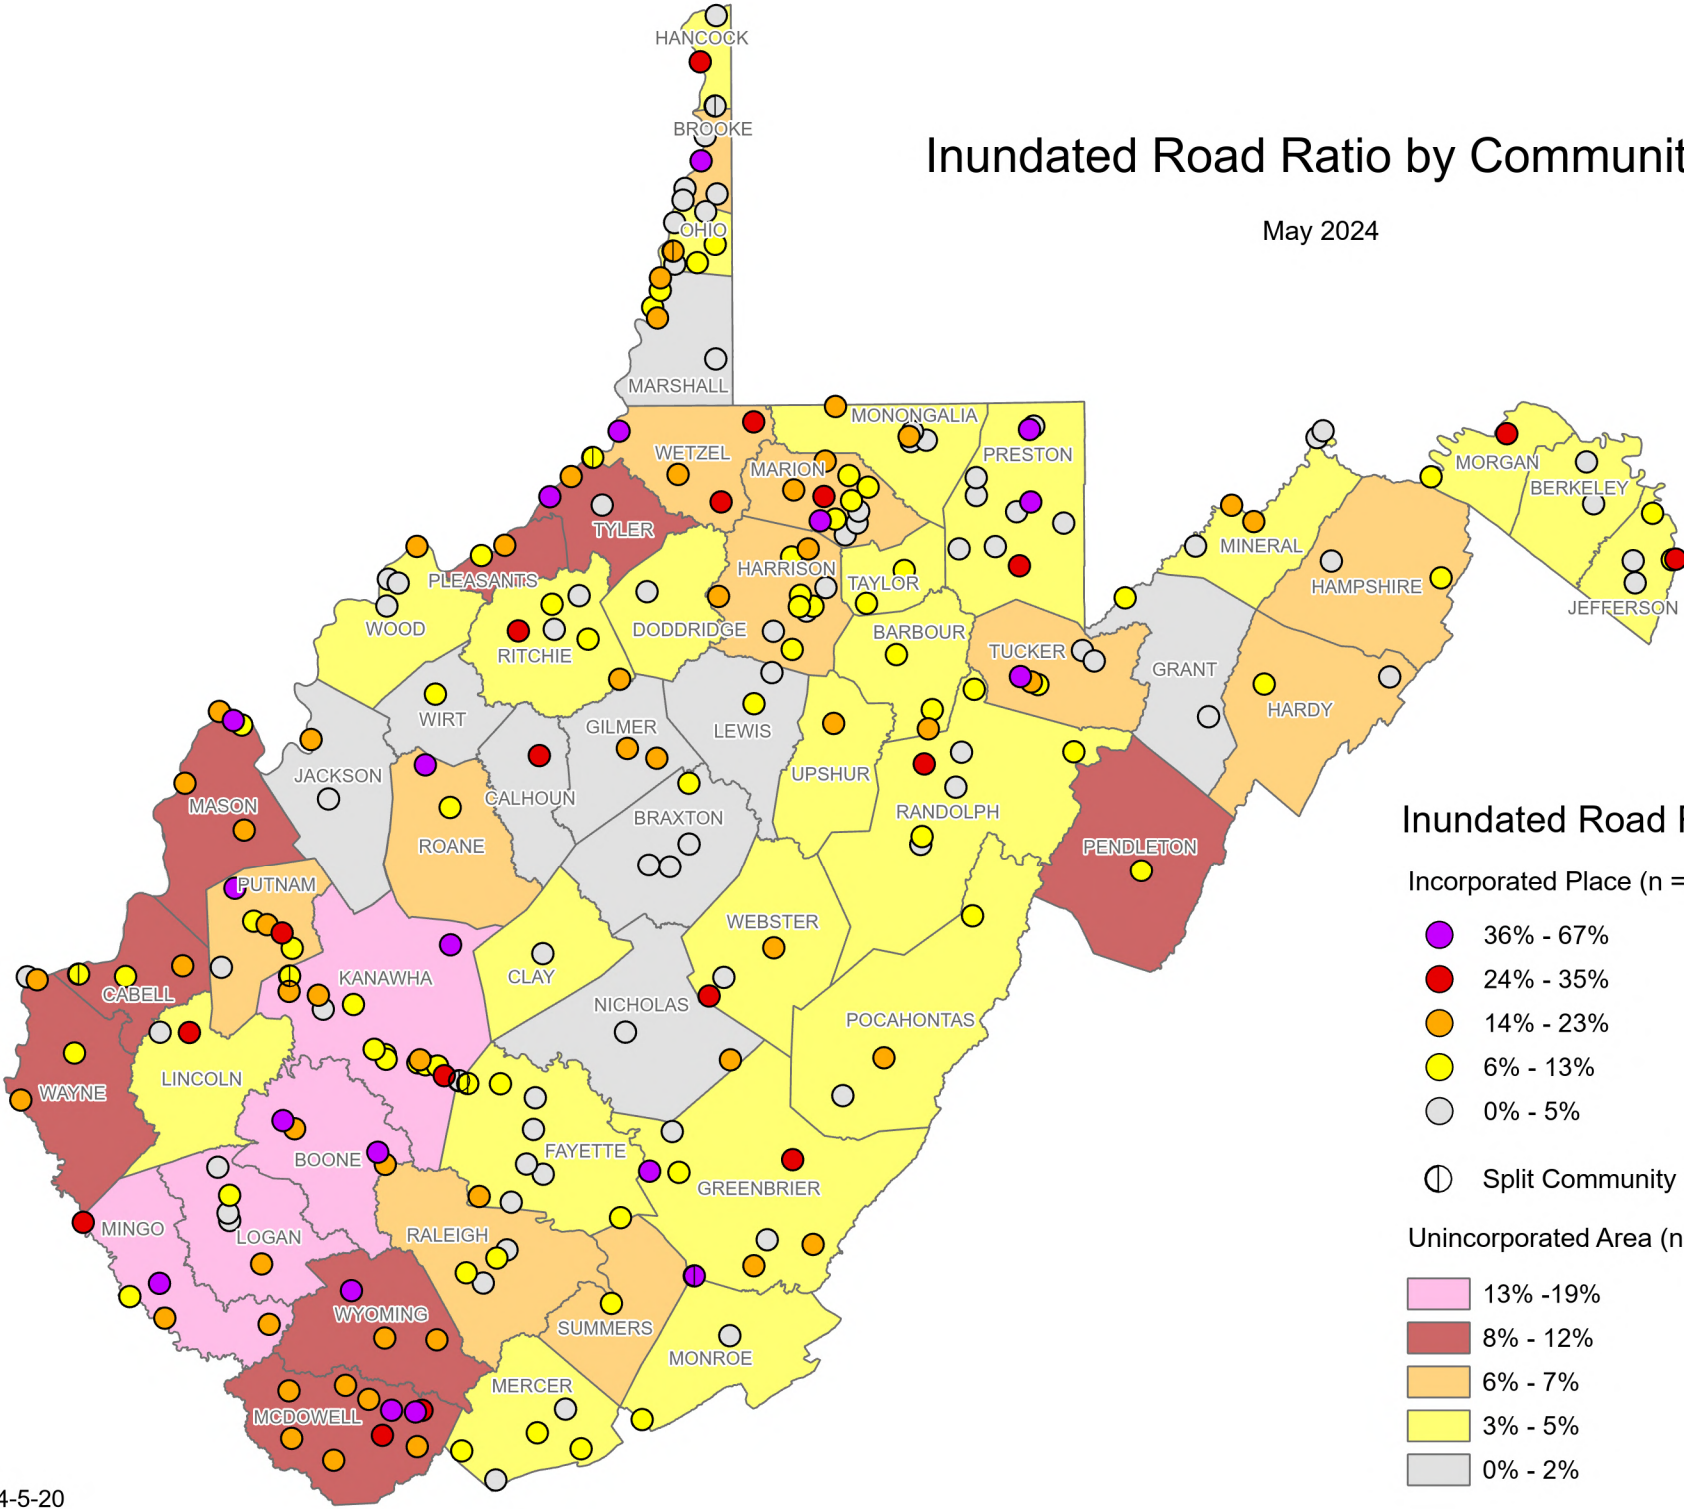 HANCOCK
BROOKE
Inundated Road Ratio by Communit
May 2024
OHIO
MARSHALL
MONONGALIA
WETZEL
MARION
PRESTON
MORGAN
BERKELEY
TYLER
MINERAL
HARRISON
TAYLOR
PLEASANTS
HAMPSHIRE
JEFFERSON
WOOD
DODDRIDGE
BARBOUR
RITCHIE
TUCKER
GRANT
WIRT
GILMER
LEWIS
HARDY
JACKSON
UPSHUR
MASON
CALHOUN
BRAXTON
RANDOLPH
ROANE
PENDLETON
PUTNAM
WEBSTER
KANAWHA
CLAY
CABELL
NICHOLAS
POCAHONTAS
LINCOLN
WAYNE
BOONE
FAYETTE
GREENBRIER
MINGO
LOGAN
RALEIGH
WYOMING
SUMMERS
MONROE
MERCER
MCDOWELL
Inundated Road
Incorporated Place (n =
36% - 67%
24% - 35%
14% - 23%
6% - 13%
0% - 5%
Split Community
Unincorporated Area (n
13% -19%
8% - 12%
6% - 7%
3% - 5%
0% - 2%
4-5-20